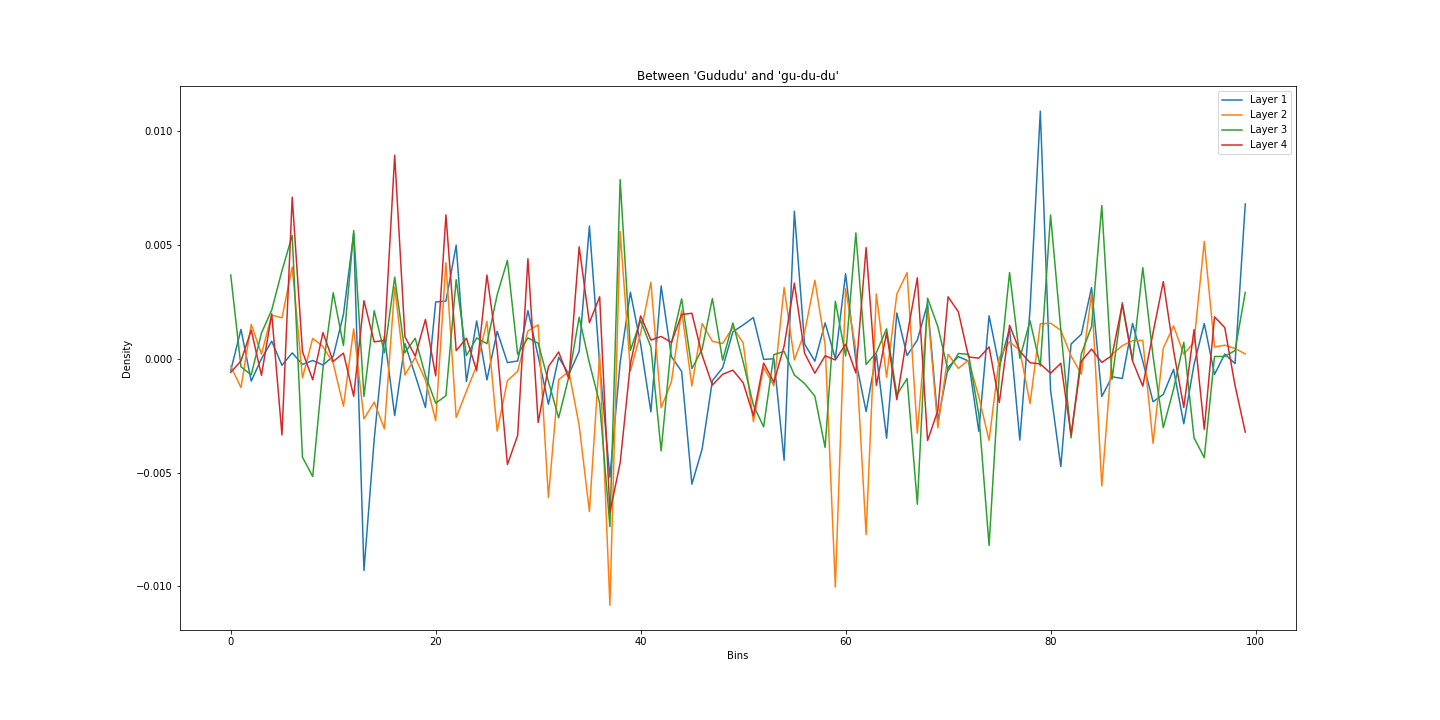 Between 'Gududu' and 'gu-du-du'
Layer 1
Layer 2
Layer 3
Layer 4
0.010
0.005
0.000
−0.005
−0.010
Density
0 20 40 60 80 100
Bins